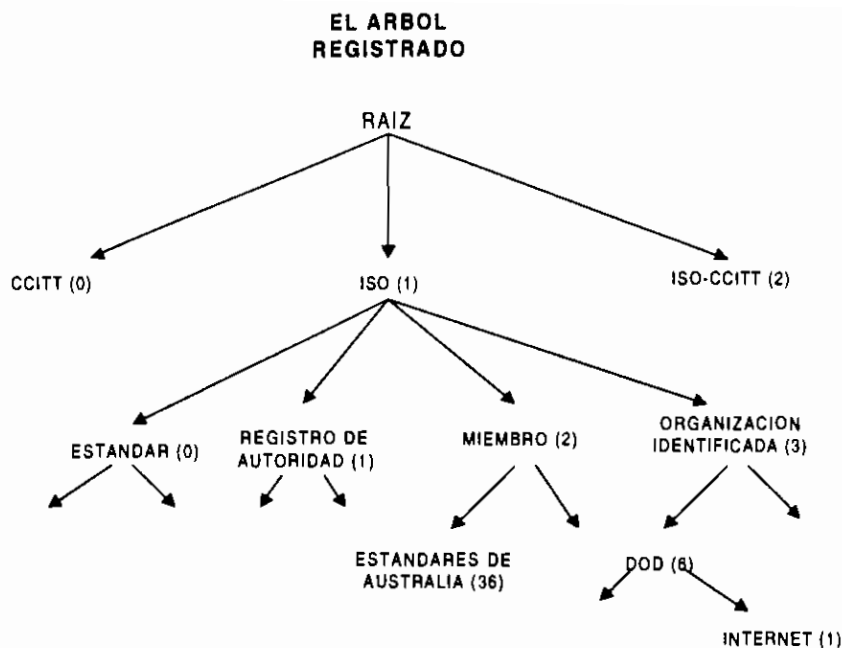 EL ARBOL
REGISTRADO
RAIZ
CCITT (0)
ISO (1)
ISO-CCITT (2)
ESTANDAR (0)
REGISTRO DE
AUTORIDAD (1)
MIEMBRO (2)
ORGANIZACION
IDENTIFICADA (3)
ESTANDARES DE
AUSTRALIA (36)
DOD (6)
INTERNET (1)